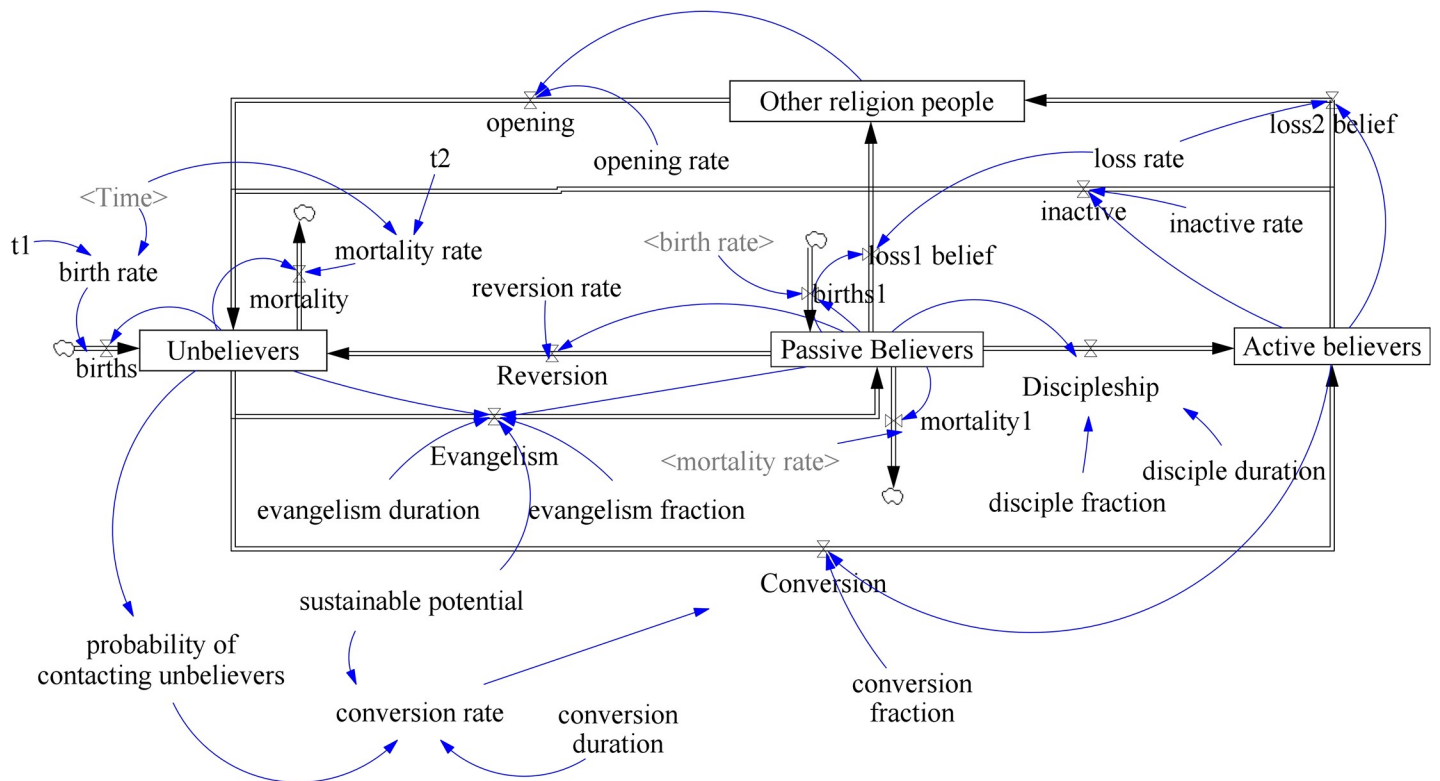 Other religion people
opening
loss2 belief
t2
opening rate
loss rate
<Time>
inactive
inactive rate
t1
mortality rate
<birth rate>
loss1 belief
birth rate
mortality
reversion rate
births1
Unbelievers
Passive Believers
Active believers
births
Reversion
Discipleship
mortality1
Evangelism
<mortality rate>
disciple duration
evangelism duration
evangelism fraction
disciple fraction
Conversion
sustainable potential
probability of
contacting unbelievers
conversion
fraction
conversion rate
conversion
duration